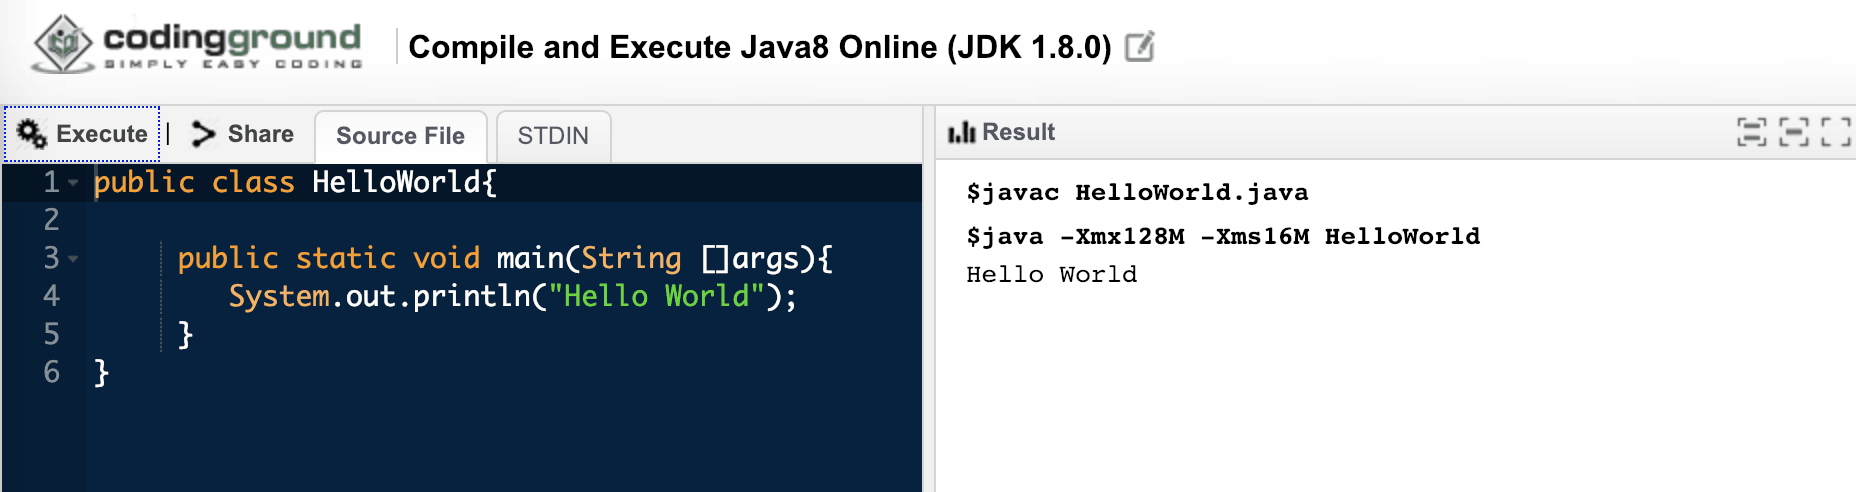 codingground
SIMPLY EASY CODING
Compile and Execute Java8 Online (JDK 1.8.0)
Execute | Share Source File STDIN
1 public class HelloWorld{
2
3 public static void main(String []args){
4 System.out.println("Hello World");
5 }
6 }
Result
$javac HelloWorld.java
$java -Xmx128M -Xms16M HelloWorld
Hello World